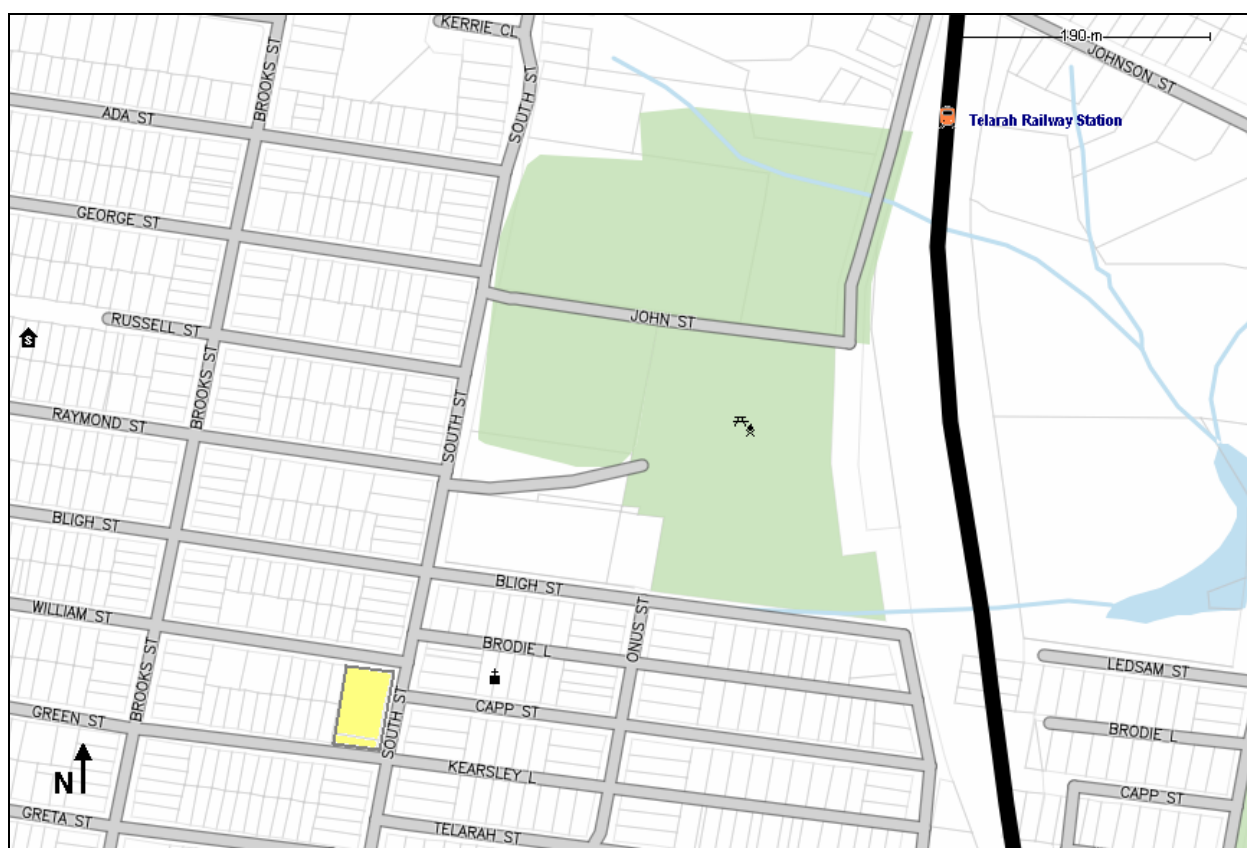 KERRIE CL
190 m
JOHNSON ST
BROOKS ST
SOUTH ST
ADA ST
Telarah Railway Station
GEORGE ST
RUSSELL ST
JOHN ST
S
BROOKS ST
SOUTH ST
RAYMOND ST
BLIGH ST
BLIGH ST
WILLIAM ST
ONUS ST
BRODIE L
BROOKS ST
LEDSAM ST
SOUTH ST
CAPP ST
GREEN ST
BRODIE L
N
KEARSLEY L
CAPP ST
GRETA ST
TELARAH ST